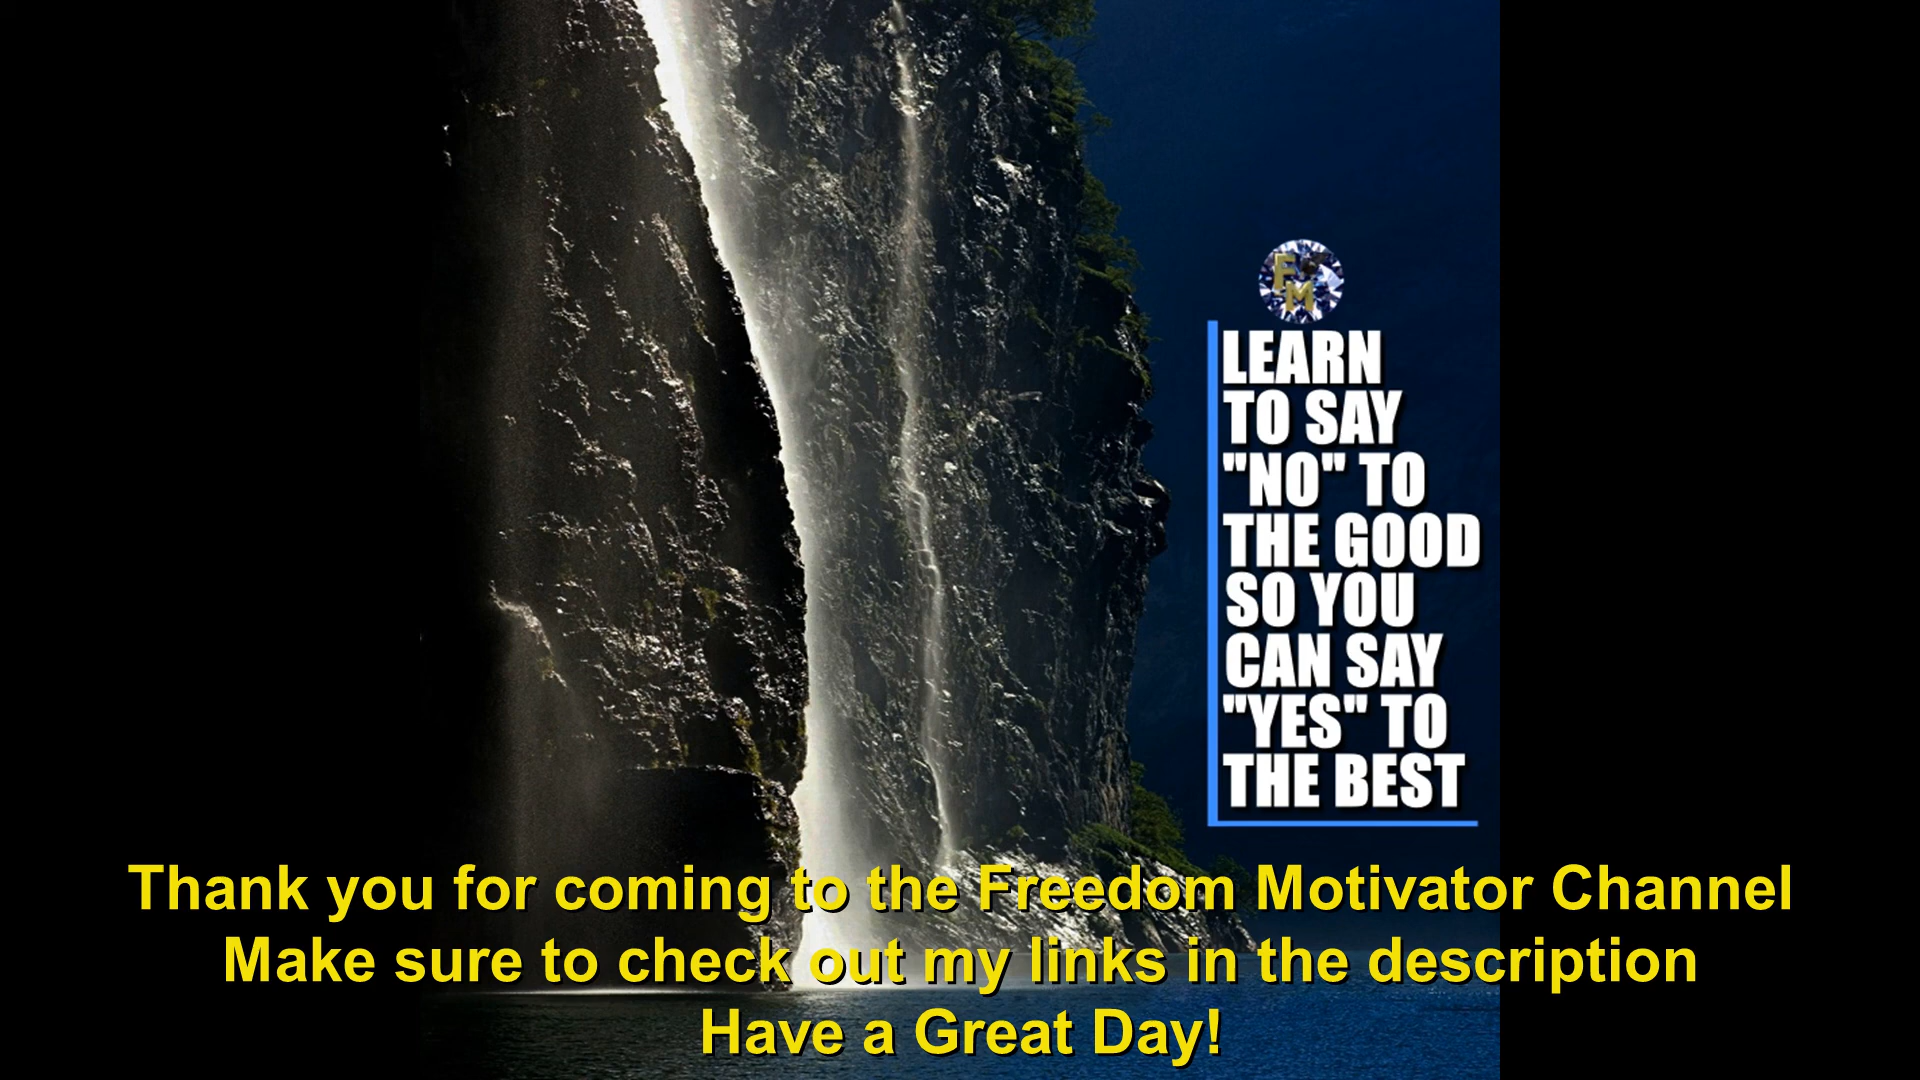 FM
LEARN
TO SAY
"NO" TO
THE GOOD
SO YOU
CAN SAY
"YES" TO
THE BEST
Thank you for coming to the Freedom Motivator Channel
Make sure to check out my links in the description
Have a Great Day!